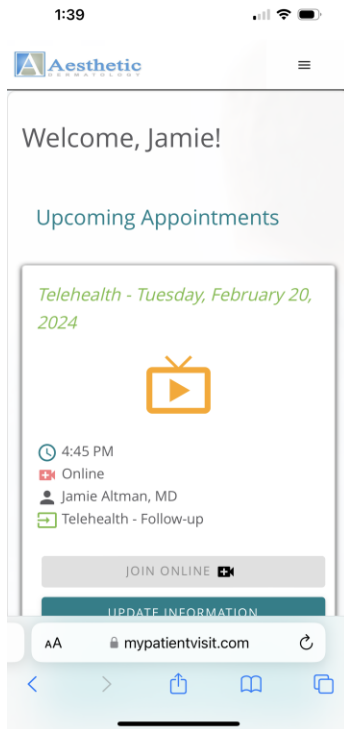 1:39
Aesthetic
DERMATOLOGY
Welcome, Jamie!
Upcoming Appointments
Telehealth - Tuesday, February 20,
2024
4:45 PM
Online
Jamie Altman, MD
Telehealth - Follow-up
JOIN ONLINE
UPDATE INFORMATION
AA
mypatientvisit.com